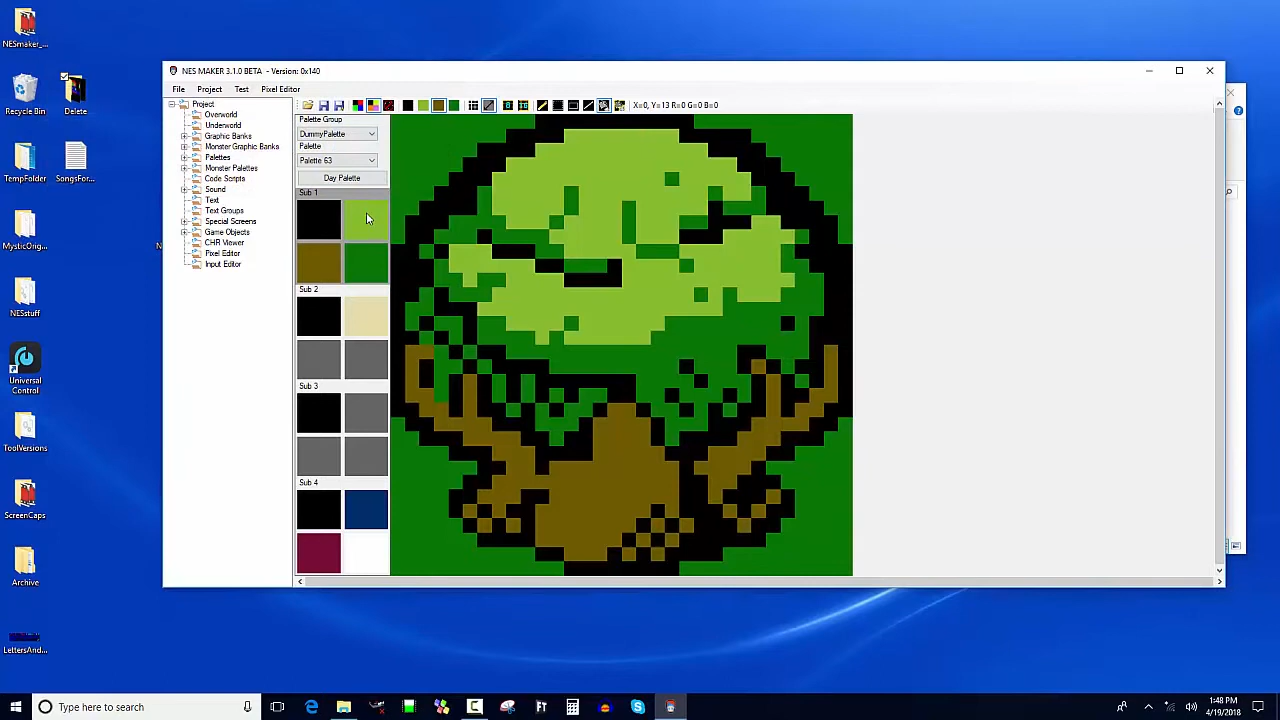 NESmaker_...
Recycle Bin
Delete
TempFolder
SongsFor...
MysticOrig...
NESstuff
Universal
Control
ToolVersions
ScreenCaps
Archive
LettersAnd...
NES MAKER 3.1.0 BETA - Version: 0x140
File Project Test Pixel Editor
Project
Overworld
Underworld
Graphic Banks
Monster Graphic Banks
Palettes
Monster Palettes
Code Scripts
Sound
Text
Text Groups
Special Screens
Game Objects
CHR Viewer
Pixel Editor
Input Editor
X=0, Y=13 R=0 G=0 B=0
Palette Group
DummyPalette
Palette
Palette 63
Day Palette
Sub 1
Sub 2
Sub 3
Sub 4
Type here to search
1:48 PM
4/19/2018